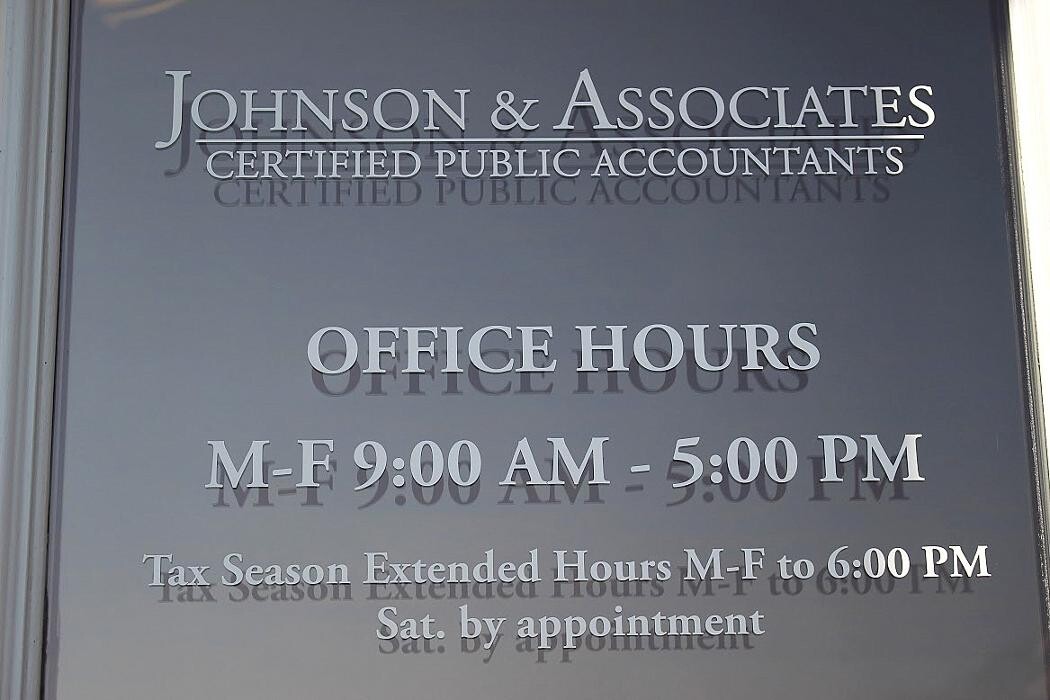 JOHNSON & ASSOCIATES
CERTIFIED PUBLIC ACCOUNTANTS
OFFICE HOURS
M-F 9:00 AM - 5:00 PM
Tax Season Extended Hours M-F to 6:00 PM
Sat. by appointment